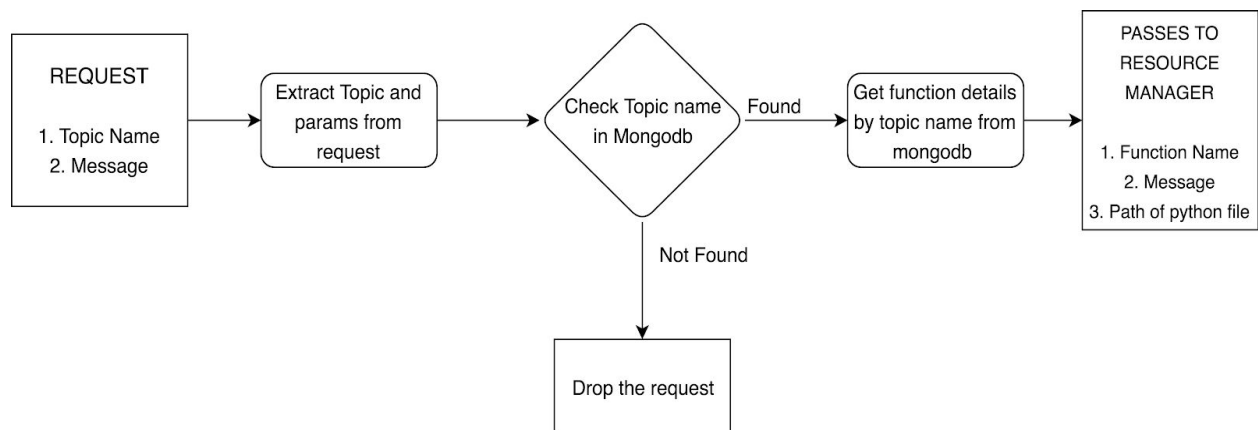 REQUEST
1. Topic Name
2. Message
Extract Topic and
params from
request
Check Topic name
in Mongodb
Found
Get function details
by topic name from
mongodb
PASSES TO
RESOURCE
MANAGER
1. Function Name
2. Message
3. Path of python file
Not Found
Drop the request